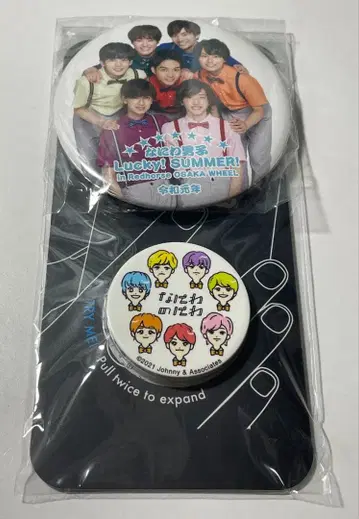 なにわ男子
Lucky! SUMMER!
in Redhorse OSAKA WHEEL
令和元年
なにわ
のにわ
©2021 Johnny & Associates
TRY ME!
Pull twice to expand